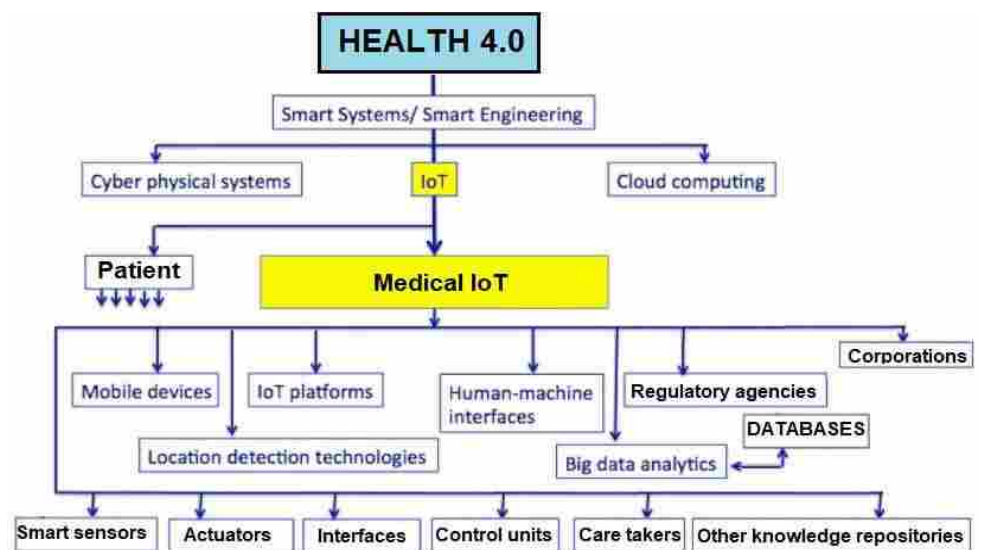 HEALTH 4.0
Smart Systems/ Smart Engineering
Cyber physical systems
IoT
Cloud computing
Patient
Medical IoT
Corporations
Mobile devices
IoT platforms
Human-machine
interfaces
Regulatory agencies
DATABASES
Location detection technologies
Big data analytics
Smart sensors
Actuators
Interfaces
Control units
Care takers
Other knowledge repositories